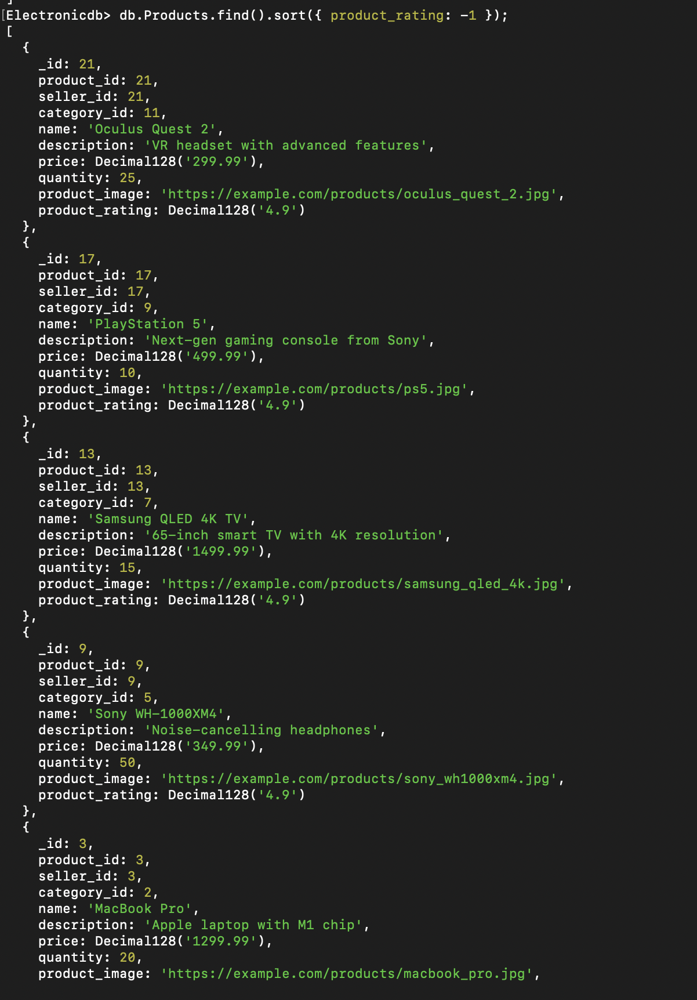 ]
[Electronicdb> db.Products.find().sort({ product_rating: -1 });
[
  {
    _id: 21,
    product_id: 21,
    seller_id: 21,
    category_id: 11,
    name: 'Oculus Quest 2',
    description: 'VR headset with advanced features',
    price: Decimal128('299.99'),
    quantity: 25,
    product_image: 'https://example.com/products/oculus_quest_2.jpg',
    product_rating: Decimal128('4.9')
  },
  {
    _id: 17,
    product_id: 17,
    seller_id: 17,
    category_id: 9,
    name: 'PlayStation 5',
    description: 'Next-gen gaming console from Sony',
    price: Decimal128('499.99'),
    quantity: 10,
    product_image: 'https://example.com/products/ps5.jpg',
    product_rating: Decimal128('4.9')
  },
  {
    _id: 13,
    product_id: 13,
    seller_id: 13,
    category_id: 7,
    name: 'Samsung QLED 4K TV',
    description: '65-inch smart TV with 4K resolution',
    price: Decimal128('1499.99'),
    quantity: 15,
    product_image: 'https://example.com/products/samsung_qled_4k.jpg',
    product_rating: Decimal128('4.9')
  },
  {
    _id: 9,
    product_id: 9,
    seller_id: 9,
    category_id: 5,
    name: 'Sony WH-1000XM4',
    description: 'Noise-cancelling headphones',
    price: Decimal128('349.99'),
    quantity: 50,
    product_image: 'https://example.com/products/sony_wh1000xm4.jpg',
    product_rating: Decimal128('4.9')
  },
  {
    _id: 3,
    product_id: 3,
    seller_id: 3,
    category_id: 2,
    name: 'MacBook Pro',
    description: 'Apple laptop with M1 chip',
    price: Decimal128('1299.99'),
    quantity: 20,
    product_image: 'https://example.com/products/macbook_pro.jpg',